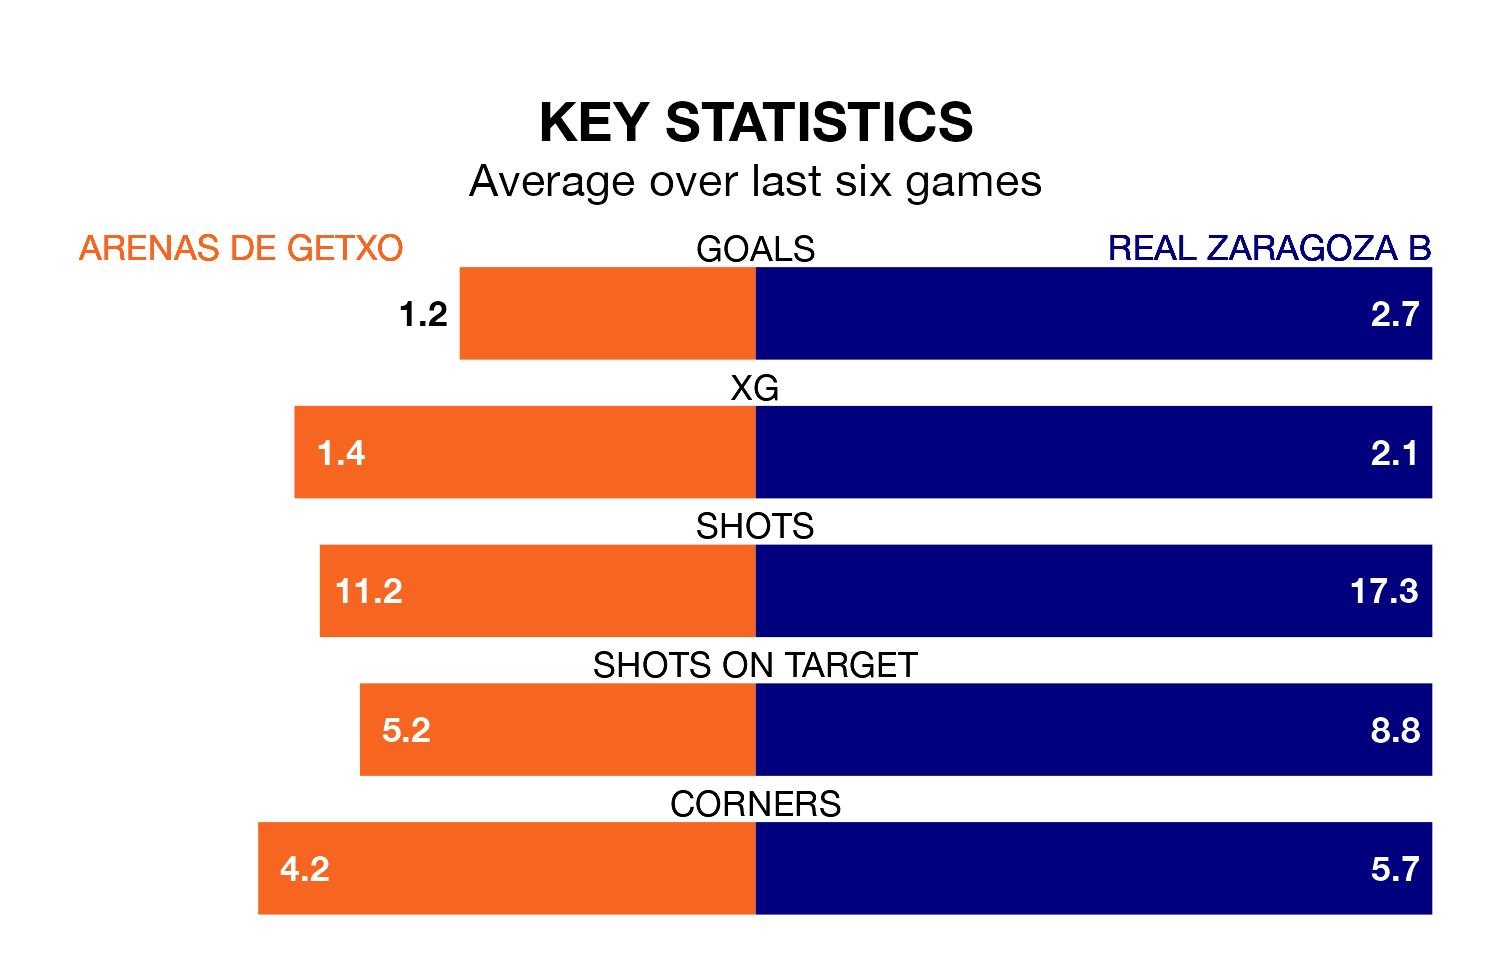 KEY STATISTICS
Average over last six games
ARENAS DE GETXO GOALS REAL ZARAGOZA B
1.2 2.7
XG
1.4 2.1
SHOTS
11.2 17.3
SHOTS ON TARGET
5.2 8.8
CORNERS
4.2 5.7